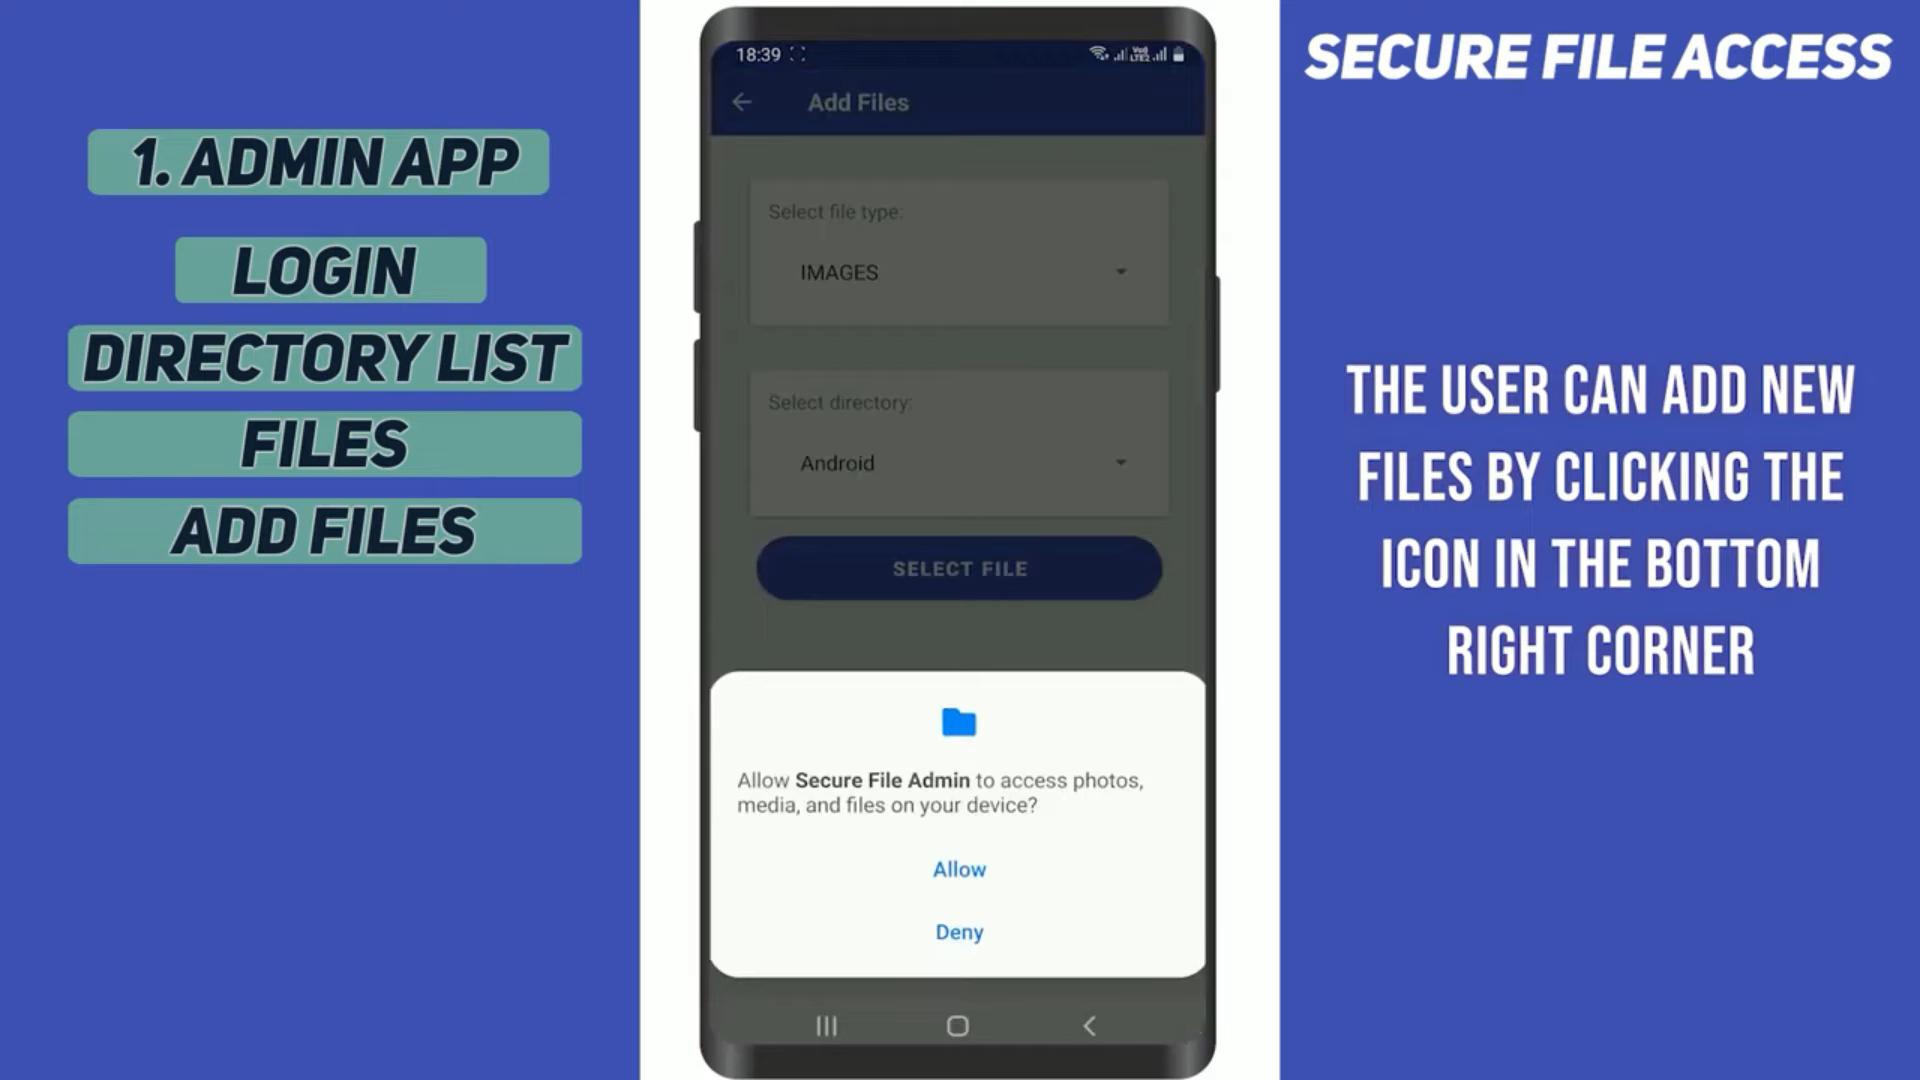 1. ADMIN APP
LOGIN
DIRECTORY LIST
FILES
ADD FILES
18:39
Add Files
Select file type:
IMAGES
Select directory:
Android
SELECT FILE
Allow Secure File Admin to access photos,
media, and files on your device?
Allow
Deny
SECURE FILE ACCESS
THE USER CAN ADD NEW
FILES BY CLICKING THE
ICON IN THE BOTTOM
RIGHT CORNER